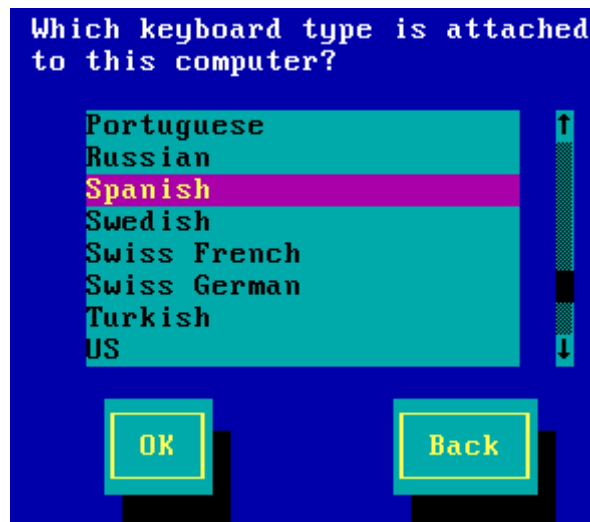 Which keyboard type is attached
to this computer?
Portuguese
Russian
Spanish
Swedish
Swiss French
Swiss German
Turkish
US
OK
Back